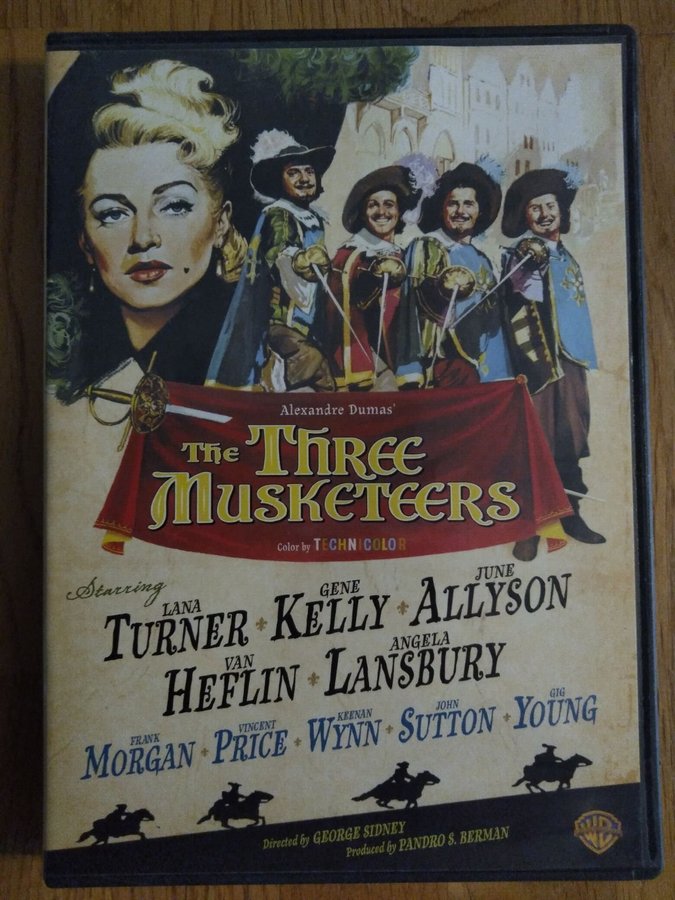 Alexandre Dumas'
The Three
Musketeers
Color by TECHNICOLOR
Starring
LANA TURNER • GENE KELLY • JUNE ALLYSON
VAN HEFLIN • ANGELA LANSBURY
FRANK MORGAN • VINCENT PRICE • KEENAN WYNN • JOHN SUTTON • GIG YOUNG
Directed by GEORGE SIDNEY
Produced by PANDRO S. BERMAN
WB